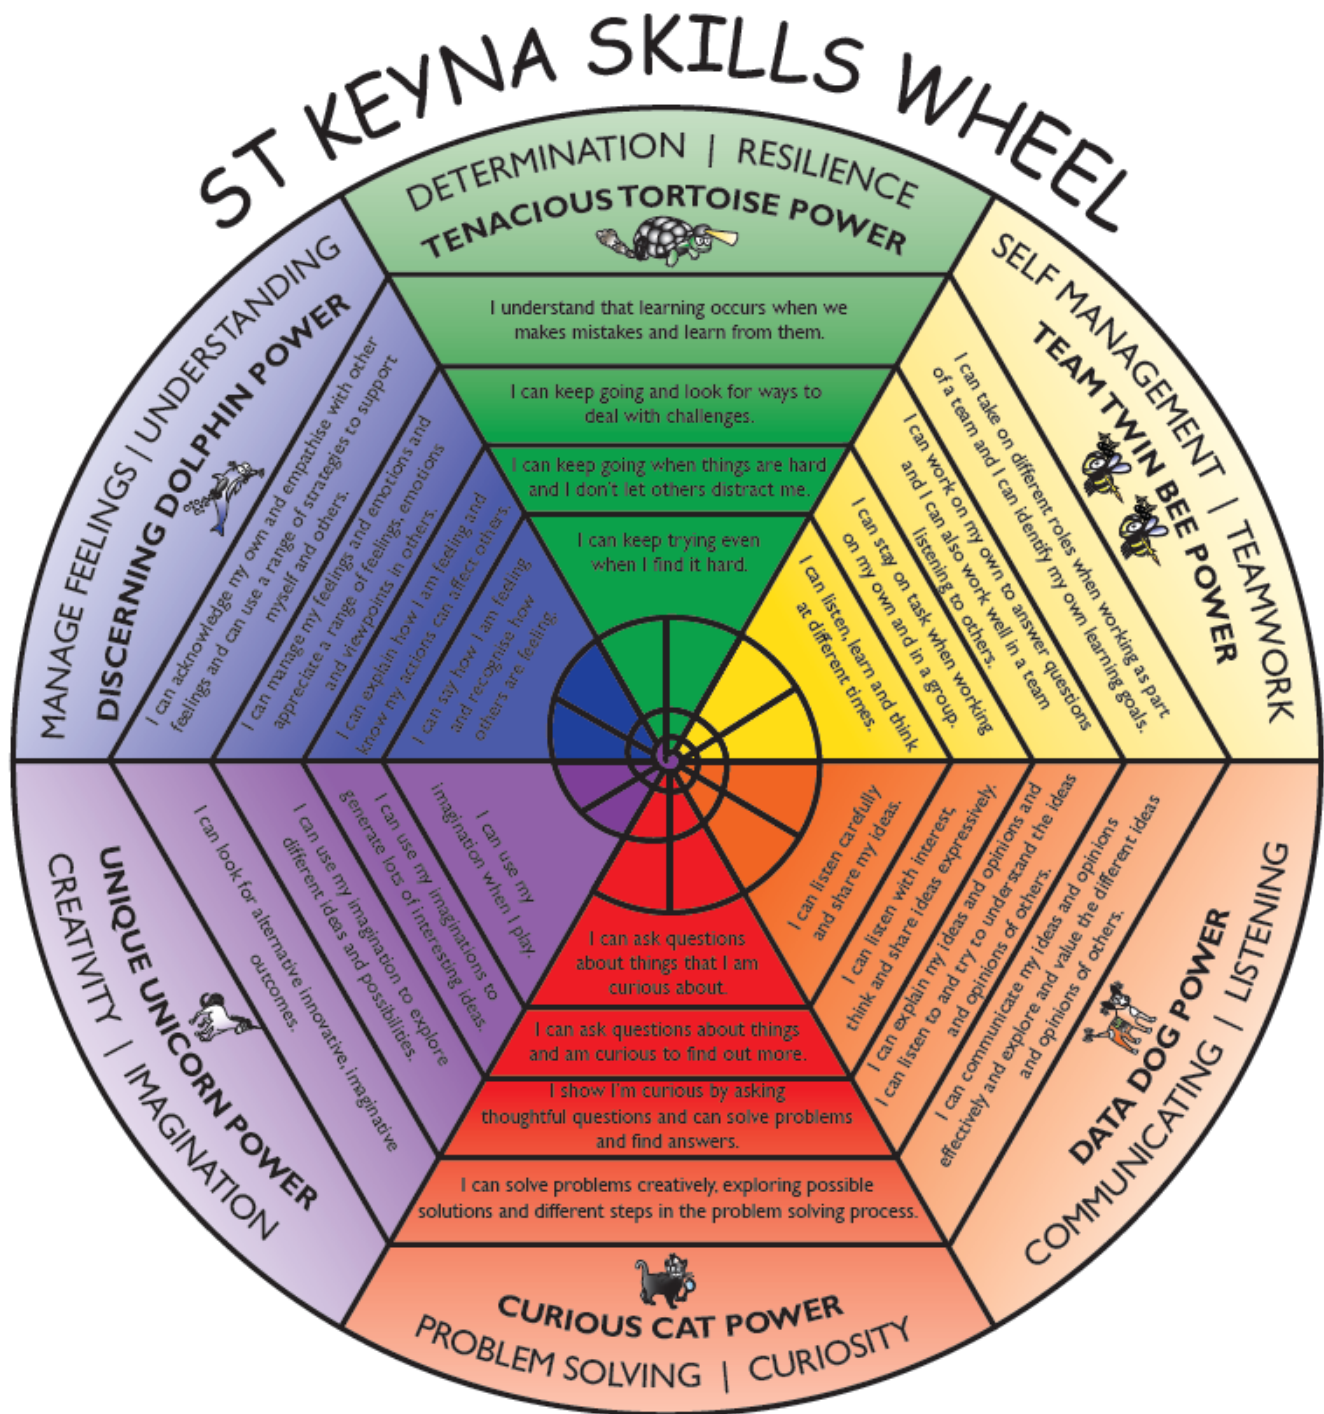 ST KEYNA SKILLS WHEEL
DETERMINATION | RESILIENCE
TENACIOUS TORTOISE POWER
I understand that learning occurs when we
makes mistakes and learn from them.
I can keep going and look for ways to
deal with challenges.
I can keep going when things are hard
and I don't let others distract me.
I can keep trying even
when I find it hard.
SELF MANAGEMENT | TEAMWORK
TEAM TWIN BEE POWER
I can take on different roles when working as part
of a team and I can identify my own learning goals.
I can work on my own to answer questions
and I can also work well in a team
listening to others.
I can stay on task when working
on my own and in a group.
I can listen, learn and think
at different times.
COMMUNICATING | LISTENING
DATA DOG POWER
I can communicate my ideas and opinions
effectively and explore and value the different ideas
and opinions of others.
I can explain my ideas and opinions and
I can listen to and try to understand the ideas
and opinions of others.
I can listen with interest,
think and share ideas expressively.
I can listen carefully
and share my ideas.
I can ask questions
about things that I am
curious about.
I can ask questions about things
and am curious to find out more.
I show I'm curious by asking
thoughtful questions and can solve problems
and find answers.
I can solve problems creatively, exploring possible
solutions and different steps in the problem solving process.
CURIOUS CAT POWER
PROBLEM SOLVING | CURIOSITY
CREATIVITY | IMAGINATION
UNIQUE UNICORN POWER
I can look for alternative innovative, imaginative
outcomes.
I can use my imagination to explore
different ideas and possibilities.
I can use my imaginations to
generate lots of interesting ideas.
I can use my
imagination when I play.
MANAGE FEELINGS | UNDERSTANDING
DISCERNING DOLPHIN POWER
I can acknowledge my own and empathise with other
feelings and can use a range of strategies to support
myself and others.
I can manage my feelings and emotions and
appreciate a range of feelings, emotions
and viewpoints in others.
I can explain how I am feeling and
know my actions can affect others.
I can say how I am feeling
and recognise how
others are feeling.